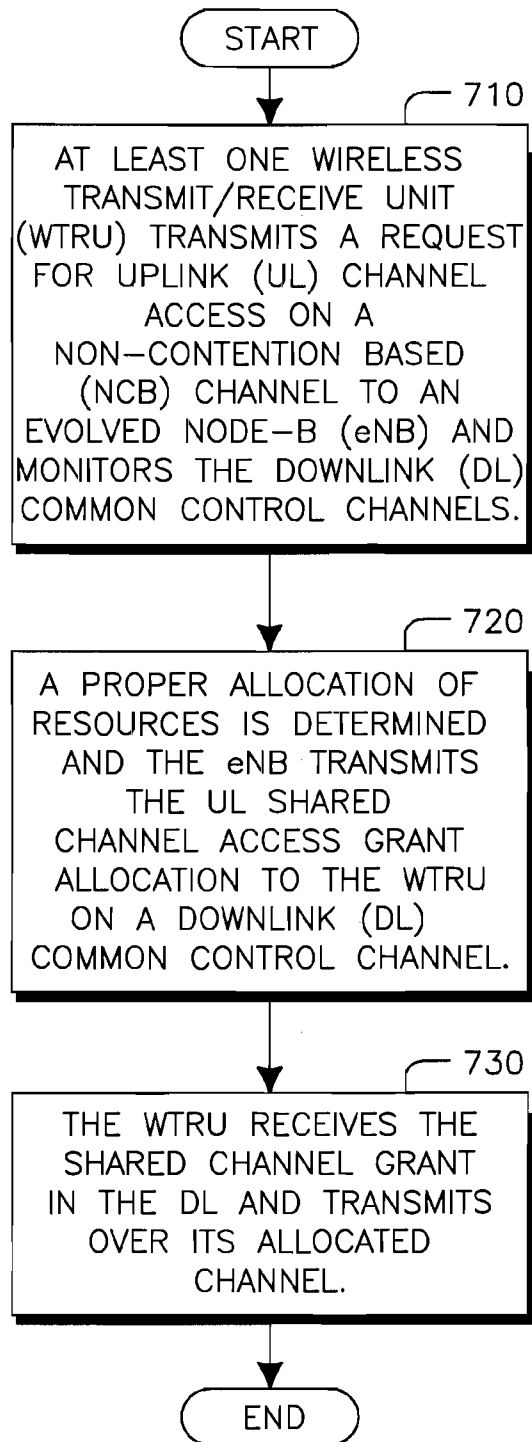 START
710
AT LEAST ONE WIRELESS
TRANSMIT/RECEIVE UNIT
(WTRU) TRANSMITS A REQUEST
FOR UPLINK (UL) CHANNEL
ACCESS ON A
NON-CONTENTION BASED
(NCB) CHANNEL TO AN
EVOLVED NODE-B (eNB) AND
MONITORS THE DOWNLINK (DL)
COMMON CONTROL CHANNELS.
720
A PROPER ALLOCATION OF
RESOURCES IS DETERMINED
AND THE eNB TRANSMITS
THE UL SHARED
CHANNEL ACCESS GRANT
ALLOCATION TO THE WTRU
ON A DOWNLINK (DL)
COMMON CONTROL CHANNEL.
730
THE WTRU RECEIVES THE
SHARED CHANNEL GRANT
IN THE DL AND TRANSMITS
OVER ITS ALLOCATED
CHANNEL.
END